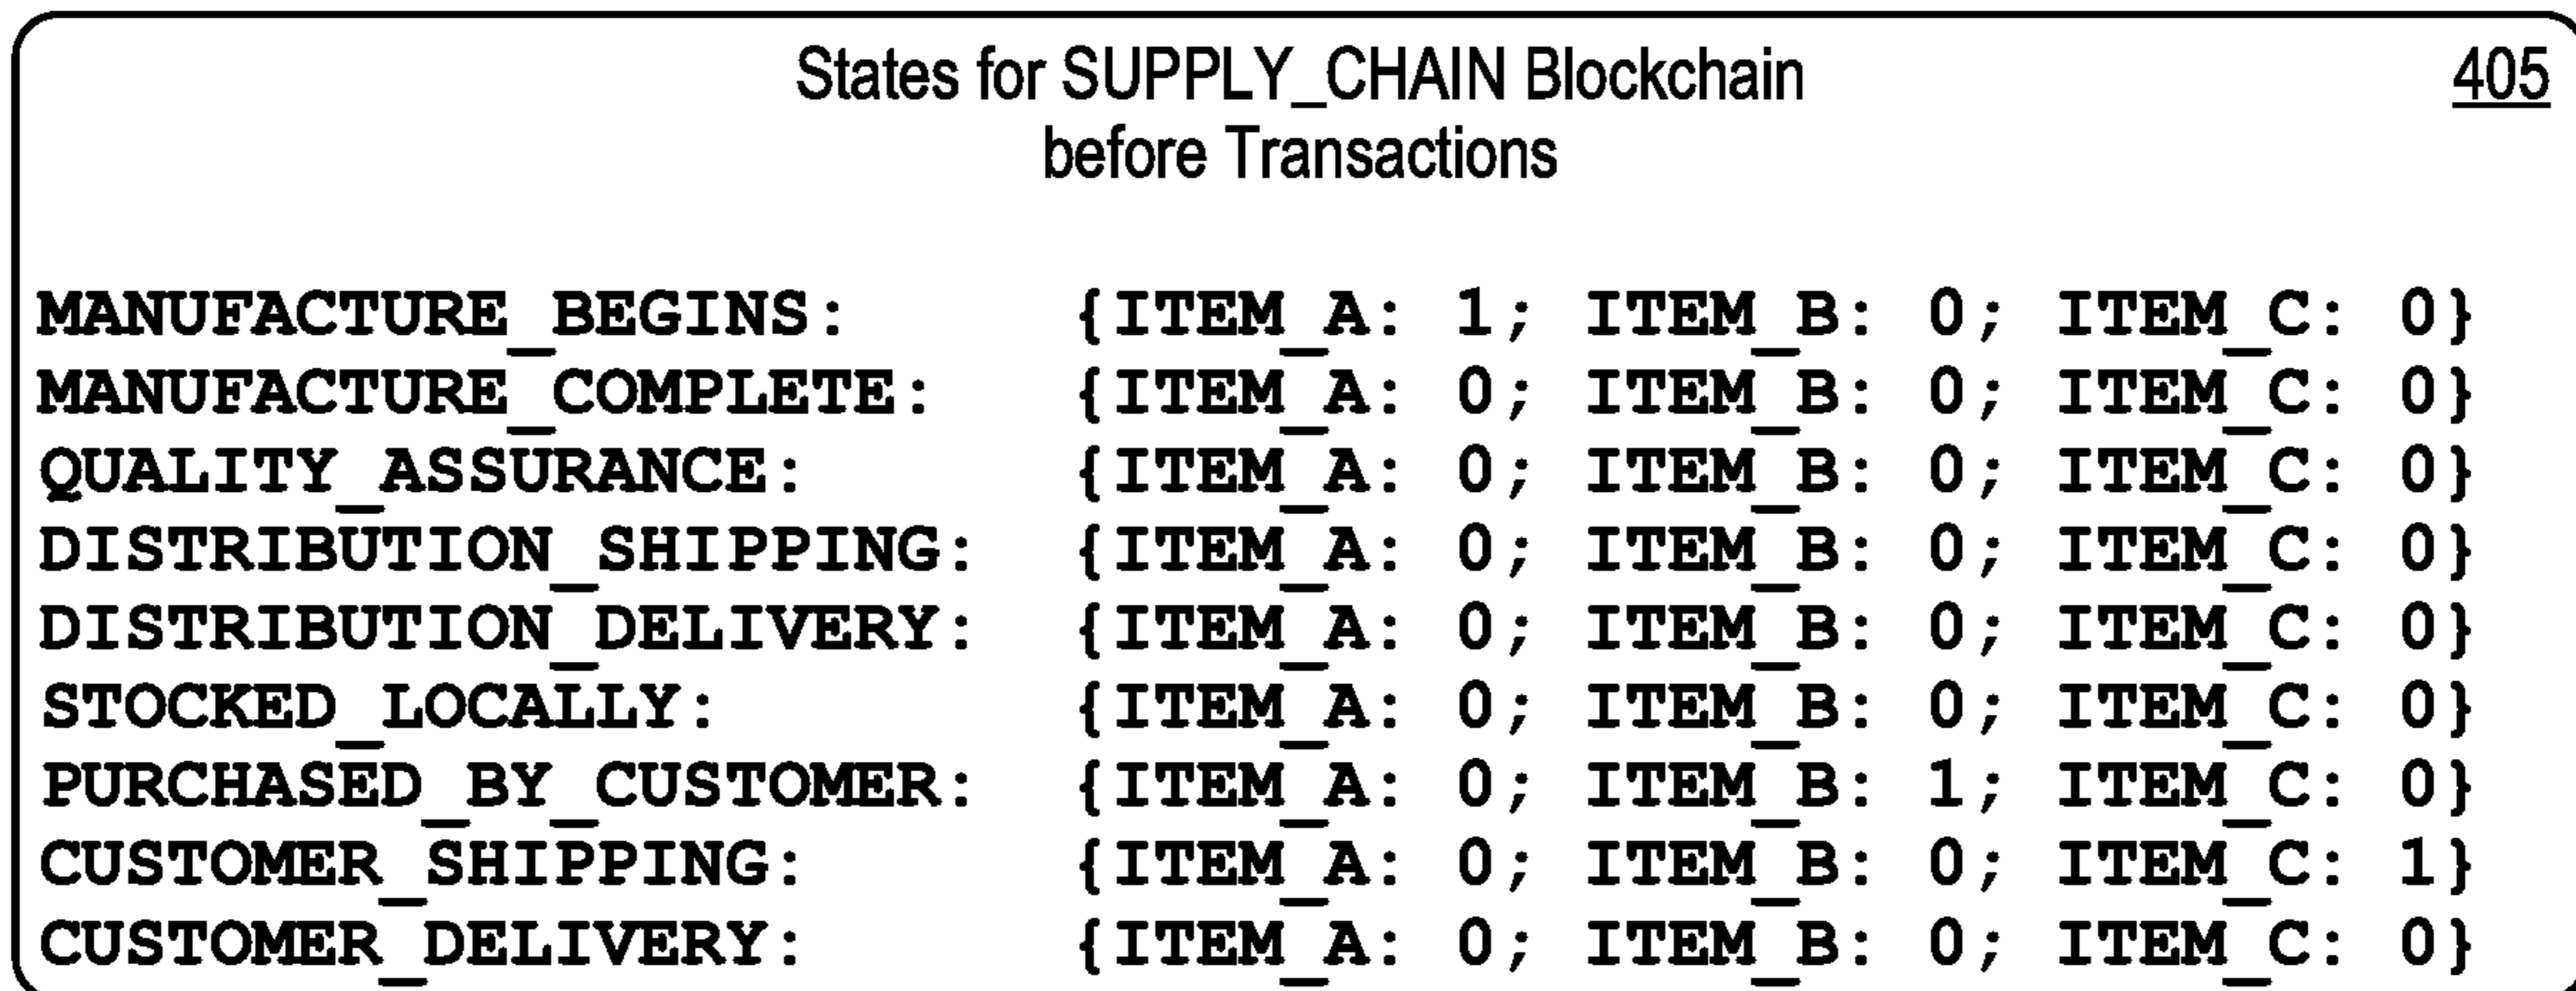 States for SUPPLY_CHAIN Blockchain 405
before Transactions
MANUFACTURE_BEGINS: {ITEM_A: 1; ITEM_B: 0; ITEM_C: 0}
MANUFACTURE_COMPLETE: {ITEM_A: 0; ITEM_B: 0; ITEM_C: 0}
QUALITY_ASSURANCE: {ITEM_A: 0; ITEM_B: 0; ITEM_C: 0}
DISTRIBUTION_SHIPPING: {ITEM_A: 0; ITEM_B: 0; ITEM_C: 0}
DISTRIBUTION_DELIVERY: {ITEM_A: 0; ITEM_B: 0; ITEM_C: 0}
STOCKED_LOCALLY: {ITEM_A: 0; ITEM_B: 0; ITEM_C: 0}
PURCHASED_BY_CUSTOMER: {ITEM_A: 0; ITEM_B: 1; ITEM_C: 0}
CUSTOMER_SHIPPING: {ITEM_A: 0; ITEM_B: 0; ITEM_C: 1}
CUSTOMER_DELIVERY: {ITEM_A: 0; ITEM_B: 0; ITEM_C: 0}